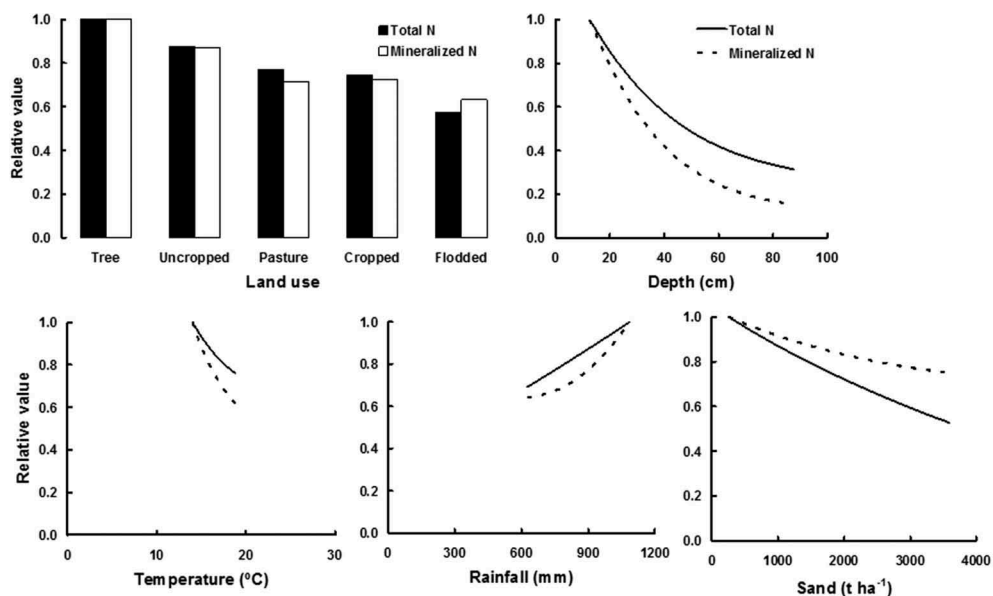 1.0
0.8
0.6
0.4
0.2
0.0
Relative value
Total N
Mineralized N
Tree Uncropped Pasture Cropped Flodded
Land use
1.0
0.8
0.6
0.4
0.2
0.0
Total N
Mineralized N
0 20 40 60 80 100
Depth (cm)
1.0
0.8
0.6
0.4
0.2
0.0
Relative value
0 10 20 30
Temperature (ºC)
1.0
0.8
0.6
0.4
0.2
0.0
0 300 600 900 1200
Rainfall (mm)
1.0
0.8
0.6
0.4
0.2
0.0
0 1000 2000 3000 4000
Sand (t ha⁻¹)